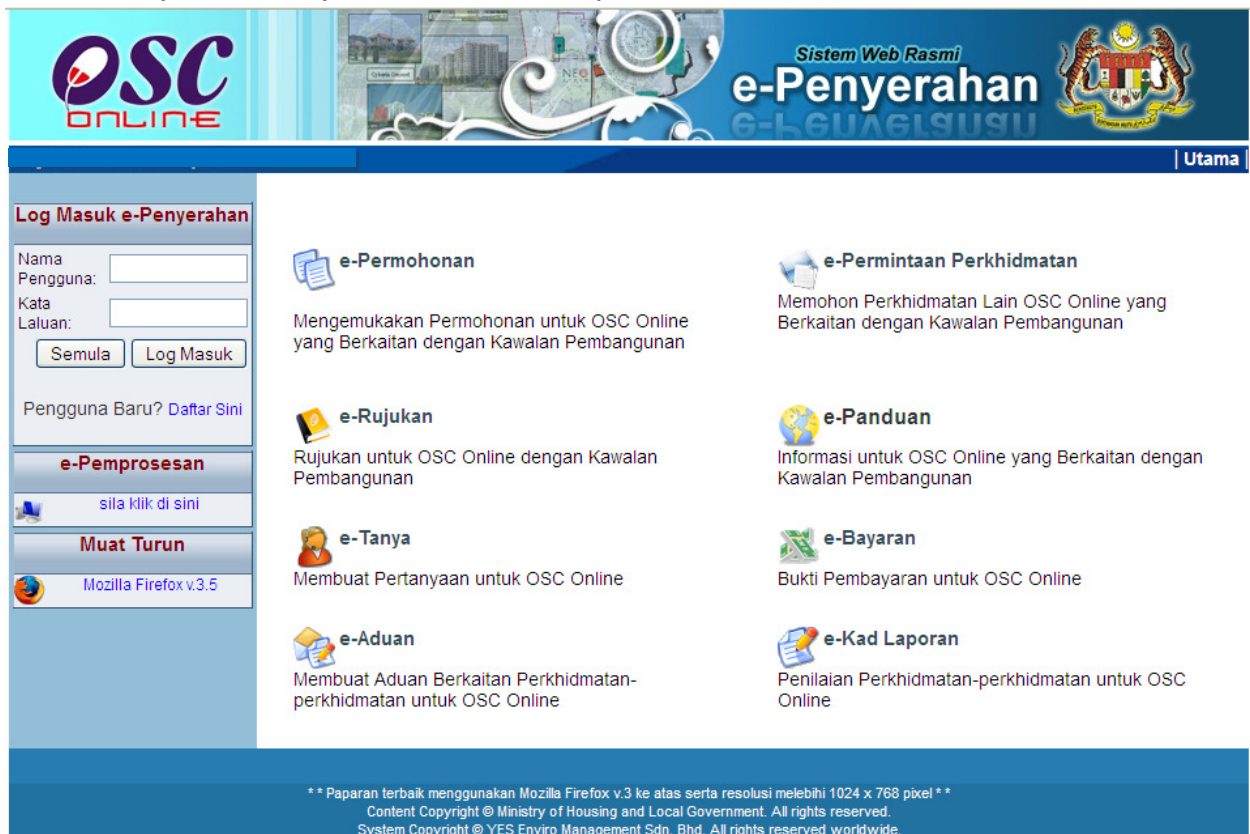 OSC
ONLINE
Sistem Web Rasmi
e-Penyerahan
| Utama |
Log Masuk e-Penyerahan
Nama
Pengguna:
Kata
Laluan:
Semula
Log Masuk
Pengguna Baru? Daftar Sini
e-Pemprosesan
sila klik di sini
Muat Turun
Mozilla Firefox v.3.5
e-Permohonan
Mengemukakan Permohonan untuk OSC Online
yang Berkaitan dengan Kawalan Pembangunan
e-Permintaan Perkhidmatan
Memohon Perkhidmatan Lain OSC Online yang
Berkaitan dengan Kawalan Pembangunan
e-Rujukan
Rujukan untuk OSC Online dengan Kawalan
Pembangunan
e-Panduan
Informasi untuk OSC Online yang Berkaitan dengan
Kawalan Pembangunan
e-Tanya
Membuat Pertanyaan untuk OSC Online
e-Bayaran
Bukti Pembayaran untuk OSC Online
e-Aduan
Membuat Aduan Berkaitan Perkhidmatan-
perkhidmatan untuk OSC Online
e-Kad Laporan
Penilaian Perkhidmatan-perkhidmatan untuk OSC
Online
* * Paparan terbaik menggunakan Mozilla Firefox v.3 ke atas serta resolusi melebihi 1024 x 768 pixel * *
Content Copyright © Ministry of Housing and Local Government. All rights reserved.
System Copyright © YES Enviro Management Sdn. Bhd. All rights reserved worldwide.